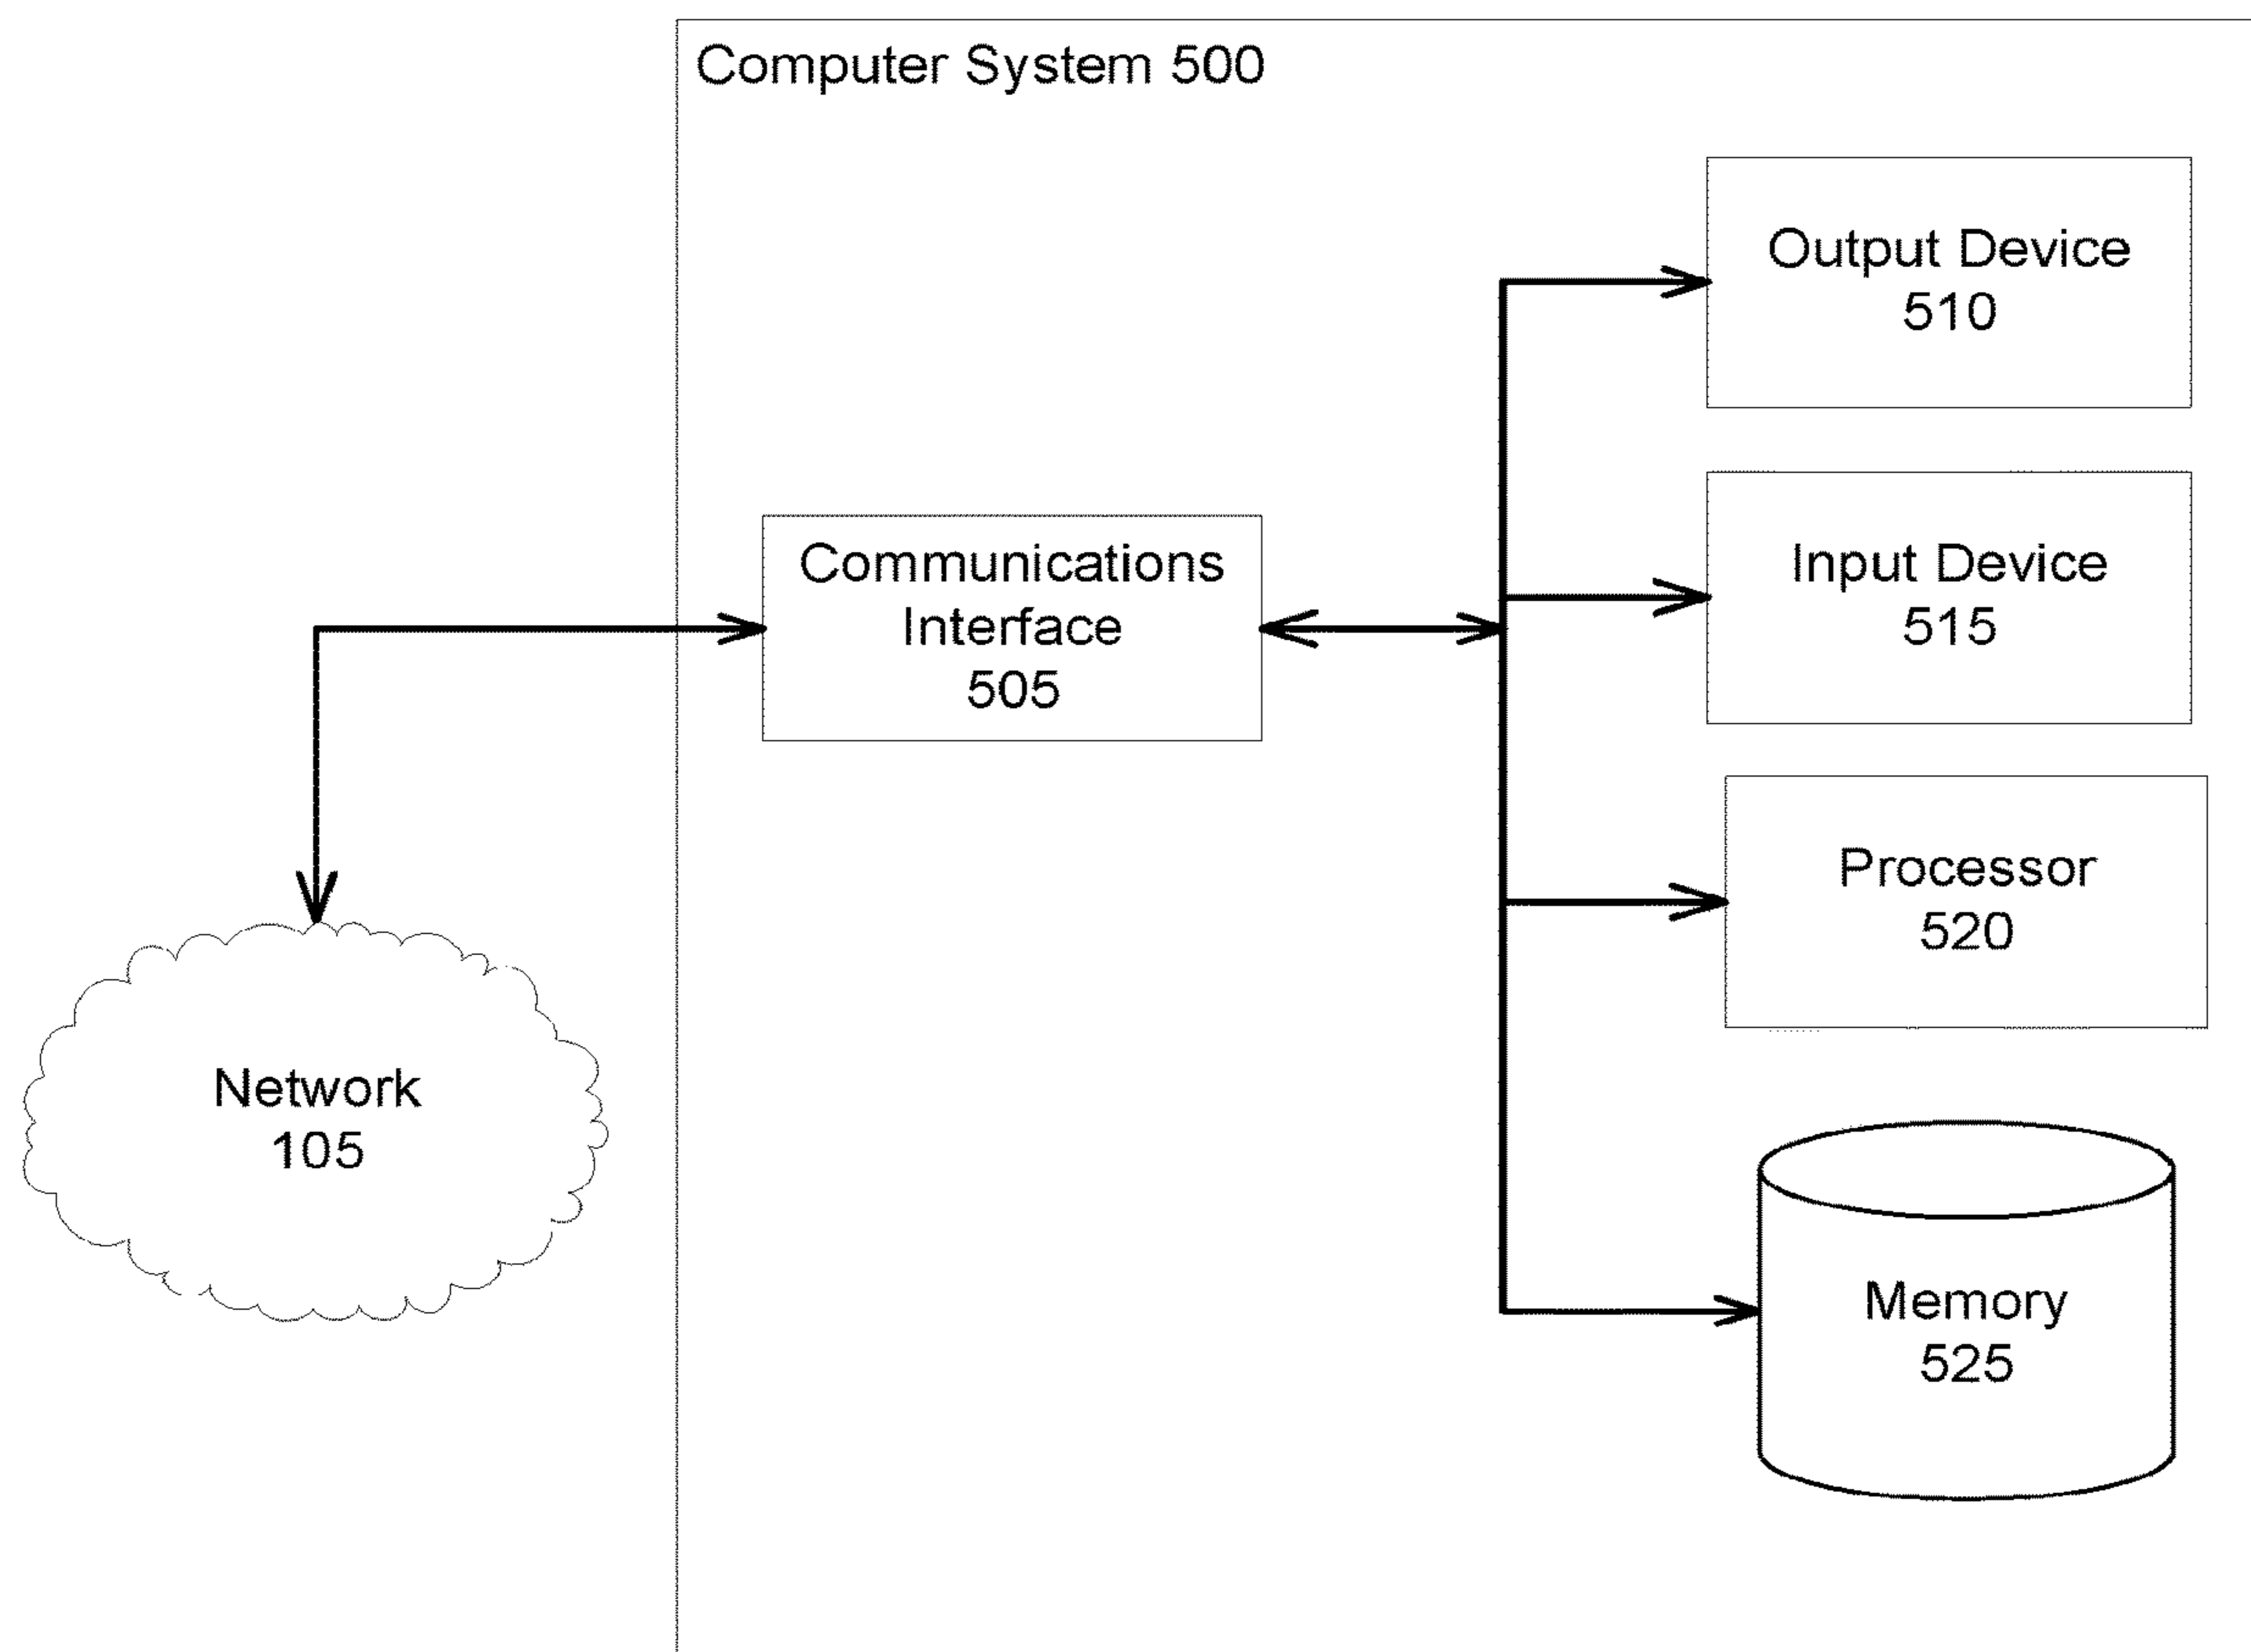 Computer System 500
Output Device
510
Communications
Interface
505
Input Device
515
Processor
520
Network
105
Memory
525